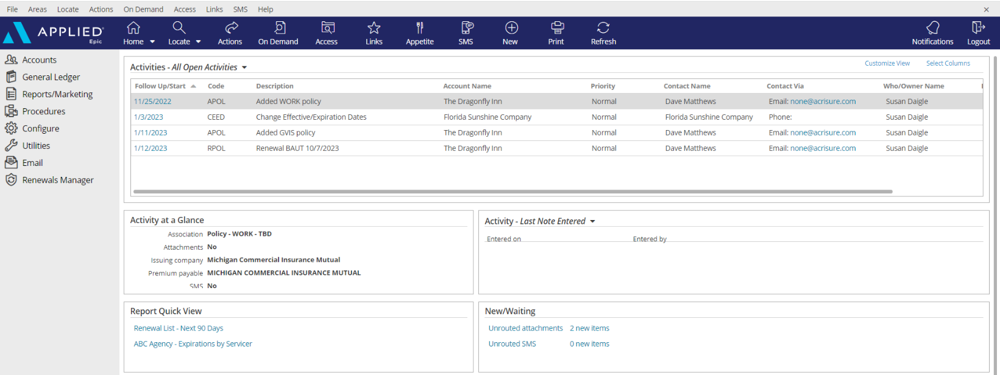 File Areas Locate Actions On Demand Access Links SMS Help
APPLIED Epic
Home Locate Actions On Demand Access Links Appetite SMS New Print Refresh Notifications Logout
Accounts
General Ledger
Reports/Marketing
Procedures
Configure
Utilities
Email
Renewals Manager
Activities - All Open Activities
Customize View Select Columns
Follow Up/Start Code Description Account Name Priority Contact Name Contact Via Who/Owner Name
11/25/2022 APOL Added WORK policy The Dragonfly Inn Normal Dave Matthews Email: none@acrisure.com Susan Daigle
1/3/2023 CEED Change Effective/Expiration Dates Florida Sunshine Company Normal Florida Sunshine Company Phone: Susan Daigle
1/11/2023 APOL Added GVIS policy The Dragonfly Inn Normal Dave Matthews Email: none@acrisure.com Susan Daigle
1/12/2023 RPOL Renewal BAUT 10/7/2023 The Dragonfly Inn Normal Dave Matthews Email: none@acrisure.com Susan Daigle
Activity at a Glance
Association Policy - WORK - TBD
Attachments No
Issuing company Michigan Commercial Insurance Mutual
Premium payable MICHIGAN COMMERCIAL INSURANCE MUTUAL
SMS No
Activity - Last Note Entered
Entered on Entered by
Report Quick View
Renewal List - Next 90 Days
ABC Agency - Expirations by Servicer
New/Waiting
Unrouted attachments 2 new items
Unrouted SMS 0 new items